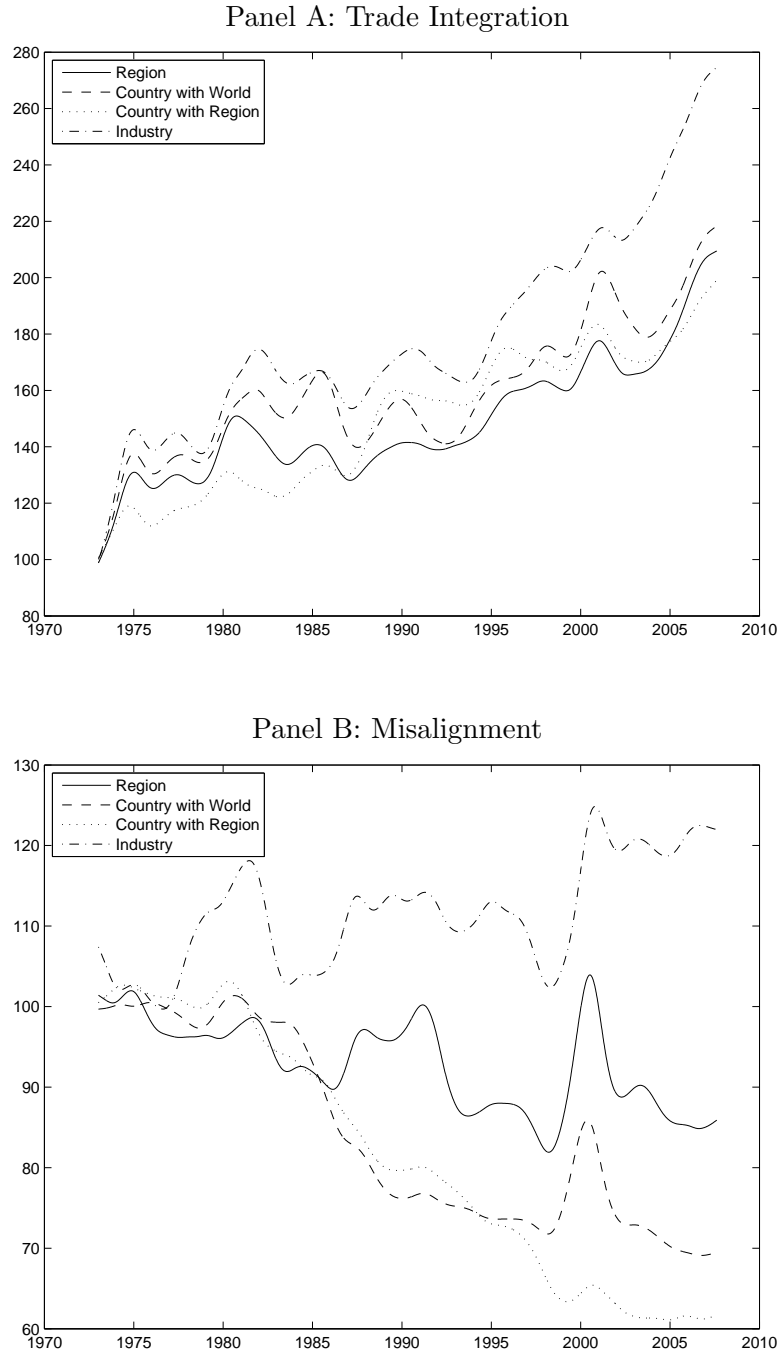 Panel A: Trade Integration
280
260
240
220
200
180
160
140
120
100
80
Region
Country with World
Country with Region
Industry
1970 1975 1980 1985 1990 1995 2000 2005 2010
Panel B: Misalignment
130
120
110
100
90
80
70
60
Region
Country with World
Country with Region
Industry
1970 1975 1980 1985 1990 1995 2000 2005 2010